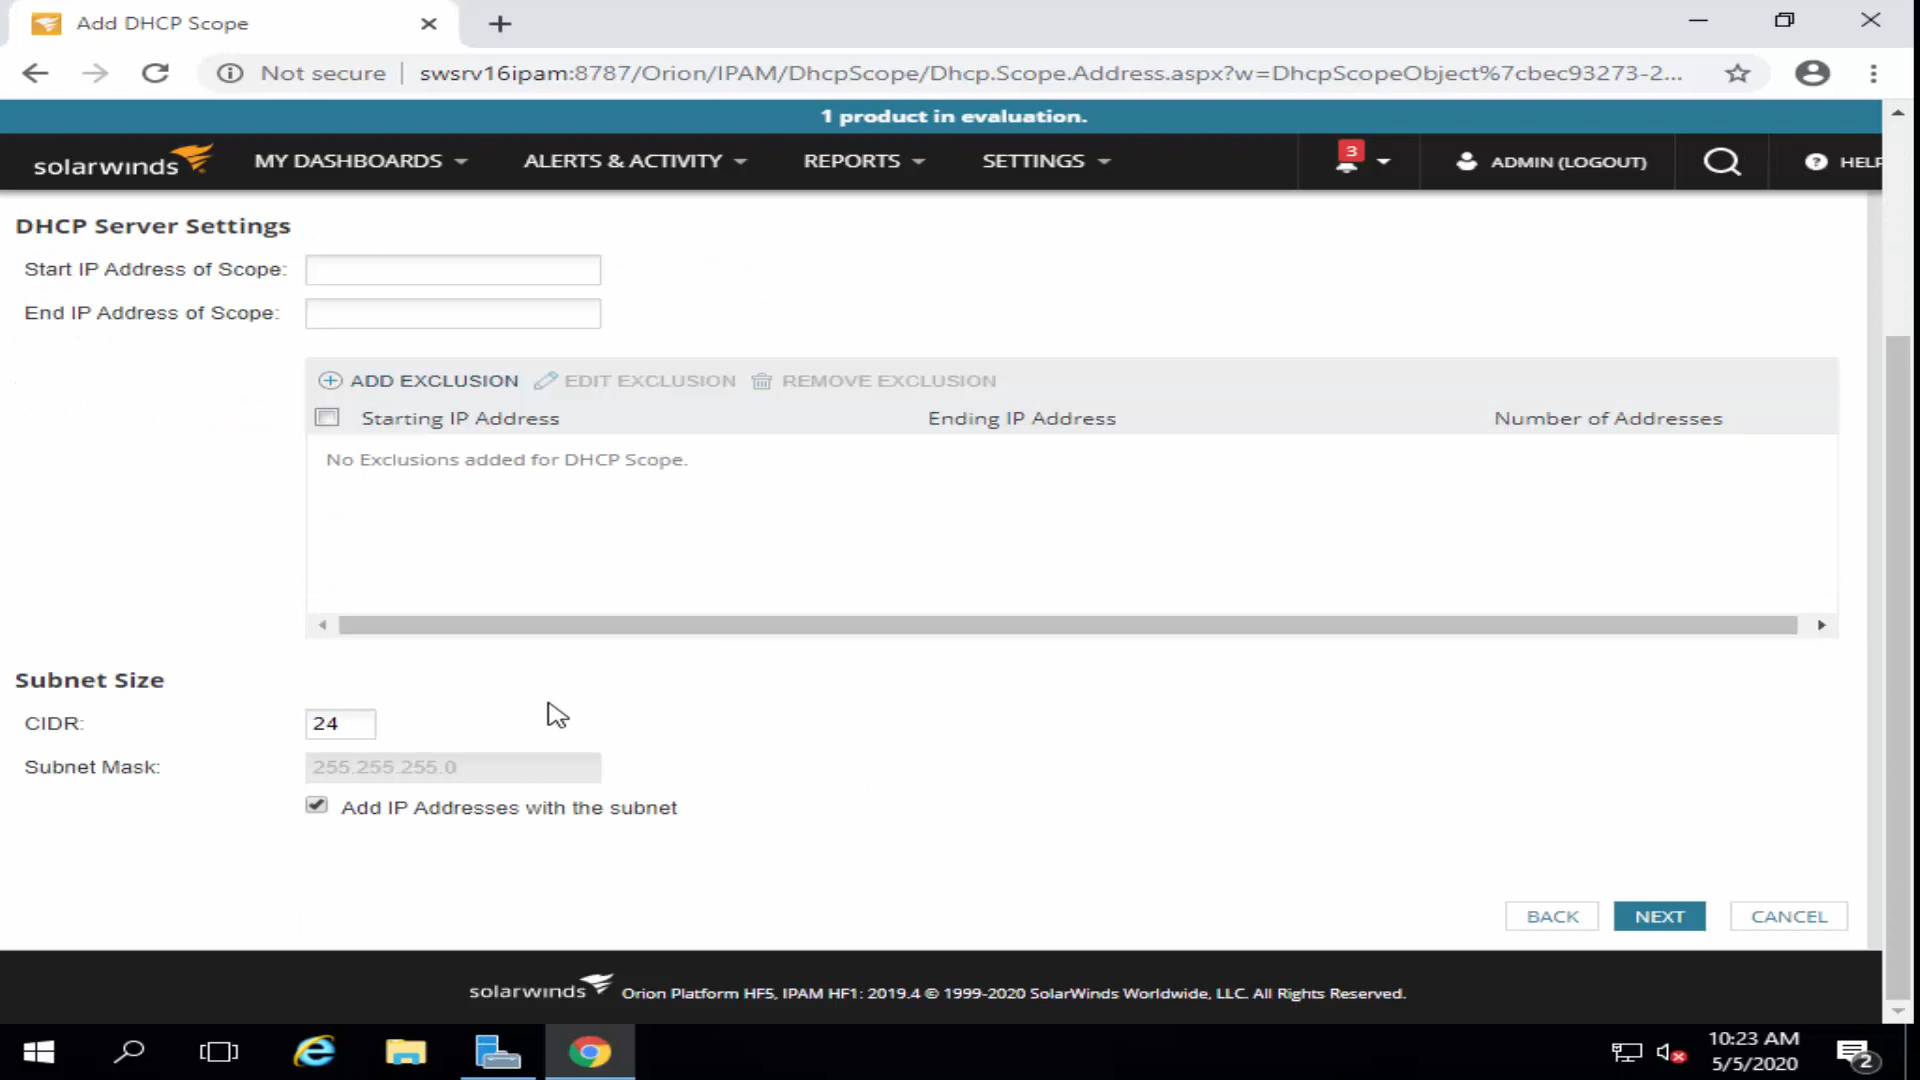 Add DHCP Scope
Not secure | swsrv16ipam:8787/Orion/IPAM/DhcpScope/Dhcp.Scope.Address.aspx?w=DhcpScopeObject%7cbec93273-2...
1 product in evaluation.
solarwinds MY DASHBOARDS ALERTS & ACTIVITY REPORTS SETTINGS 3 ADMIN (LOGOUT) ? HELP
DHCP Server Settings
Start IP Address of Scope:
End IP Address of Scope:
ADD EXCLUSION EDIT EXCLUSION REMOVE EXCLUSION
Starting IP Address Ending IP Address Number of Addresses
No Exclusions added for DHCP Scope.
Subnet Size
CIDR: 24
Subnet Mask: 255.255.255.0
Add IP Addresses with the subnet
BACK NEXT CANCEL
solarwinds Orion Platform HF5, IPAM HF1: 2019.4 © 1999-2020 SolarWinds Worldwide, LLC. All Rights Reserved.
10:23 AM
5/5/2020
2